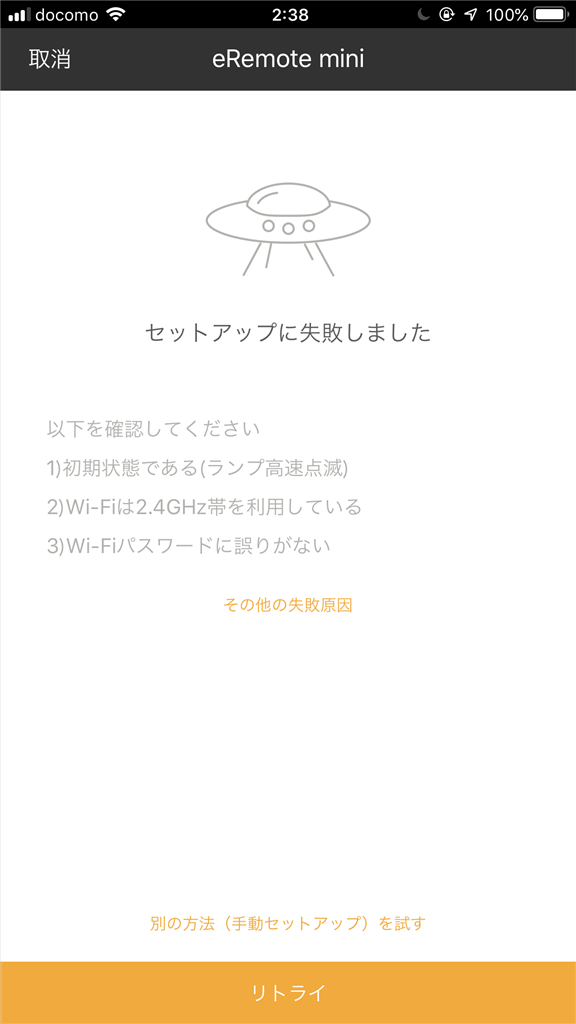 docomo 2:38 100%
取消 eRemote mini
セットアップに失敗しました
以下を確認してください
1)初期状態である(ランプ高速点滅)
2)Wi-Fiは2.4GHz帯を利用している
3)Wi-Fiパスワードに誤りがない
その他の失敗原因
別の方法（手動セットアップ）を試す
リトライ